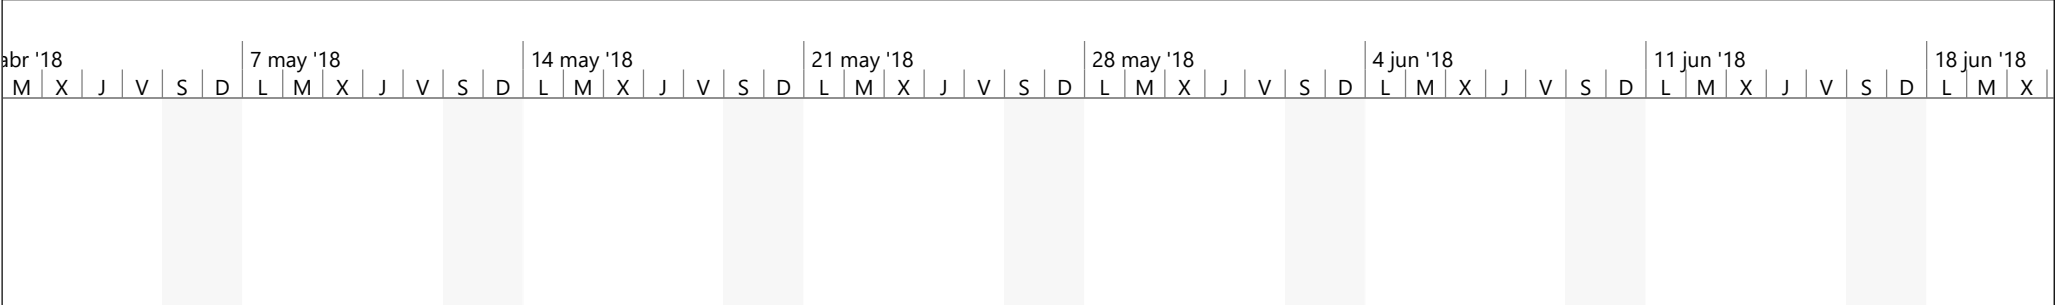 abr '18 7 may '18 14 may '18 21 may '18 28 may '18 4 jun '18 11 jun '18 18 jun '18
M X J V S D L M X J V S D L M X J V S D L M X J V S D L M X J V S D L M X J V S D L M X J V S D L M X